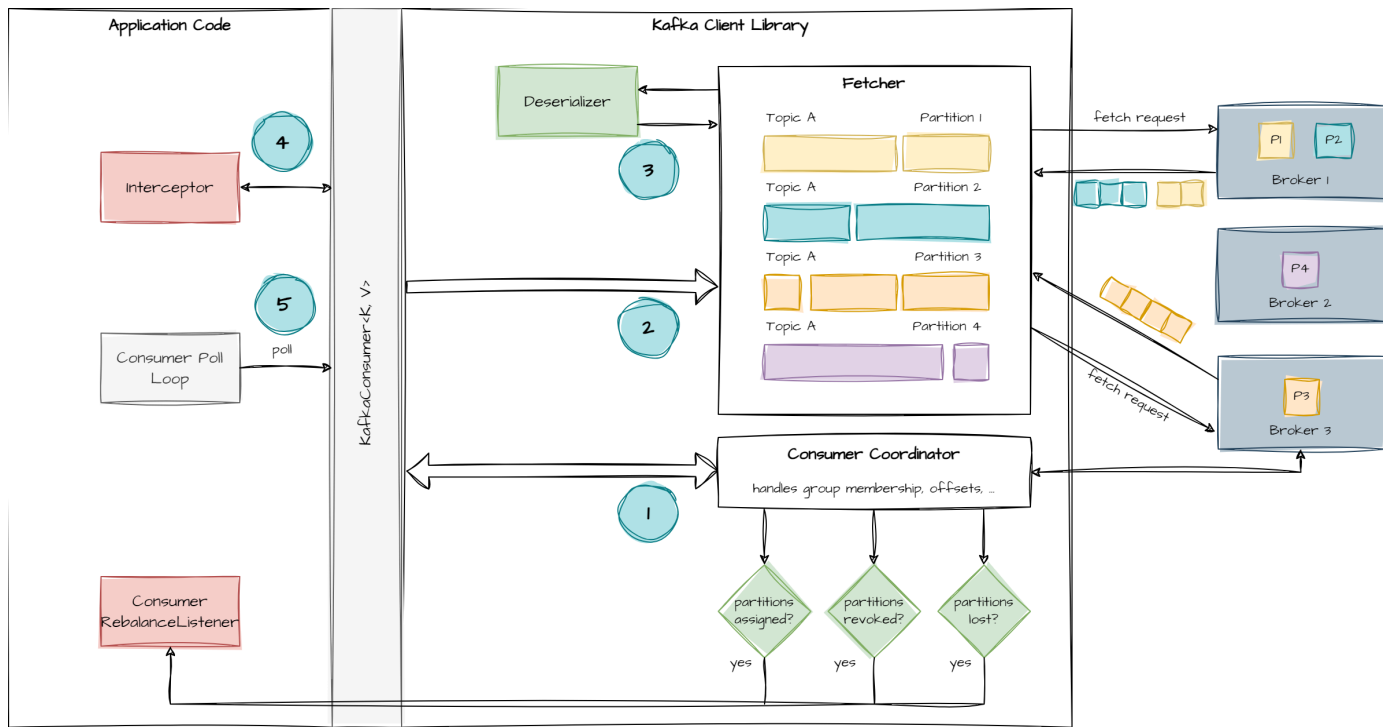 Application Code
Kafka Client Library
Deserializer
Fetcher
Topic A
Partition 1
Topic A
Partition 2
Topic A
Partition 3
Topic A
Partition 4
fetch request
P1
P2
Broker 1
P4
Broker 2
P3
Broker 3
fetch request
4
Interceptor
3
5
Consumer Poll
Loop
poll
KafkaConsumer<K, V>
2
1
Consumer Coordinator
handles group membership, offsets, ...
partitions
assigned?
partitions
revoked?
partitions
lost?
yes
yes
yes
Consumer
RebalanceListener